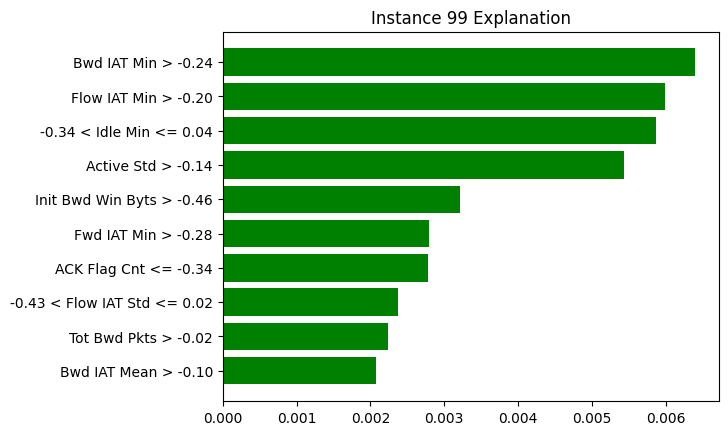 Instance 99 Explanation
Bwd IAT Min > -0.24
Flow IAT Min > -0.20
-0.34 < Idle Min <= 0.04
Active Std > -0.14
Init Bwd Win Byts > -0.46
Fwd IAT Min > -0.28
ACK Flag Cnt <= -0.34
-0.43 < Flow IAT Std <= 0.02
Tot Bwd Pkts > -0.02
Bwd IAT Mean > -0.10
0.000 0.001 0.002 0.003 0.004 0.005 0.006